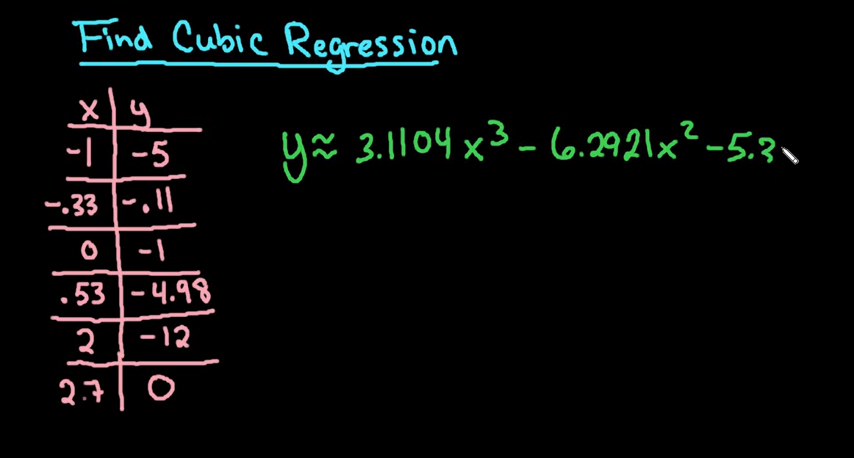 Find Cubic Regression
x y
y ≈ 3.1104x³ - 6.2921x² - 5.3
-1 -5
-.33 -.11
0 -1
.53 -4.98
2 -12
2.7 0